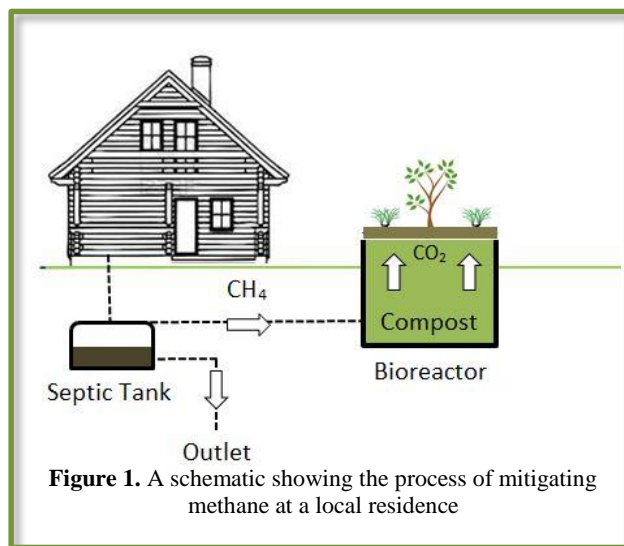 CO₂
CH₄
Compost
Bioreactor
Septic Tank
Outlet
Figure 1. A schematic showing the process of mitigating
methane at a local residence